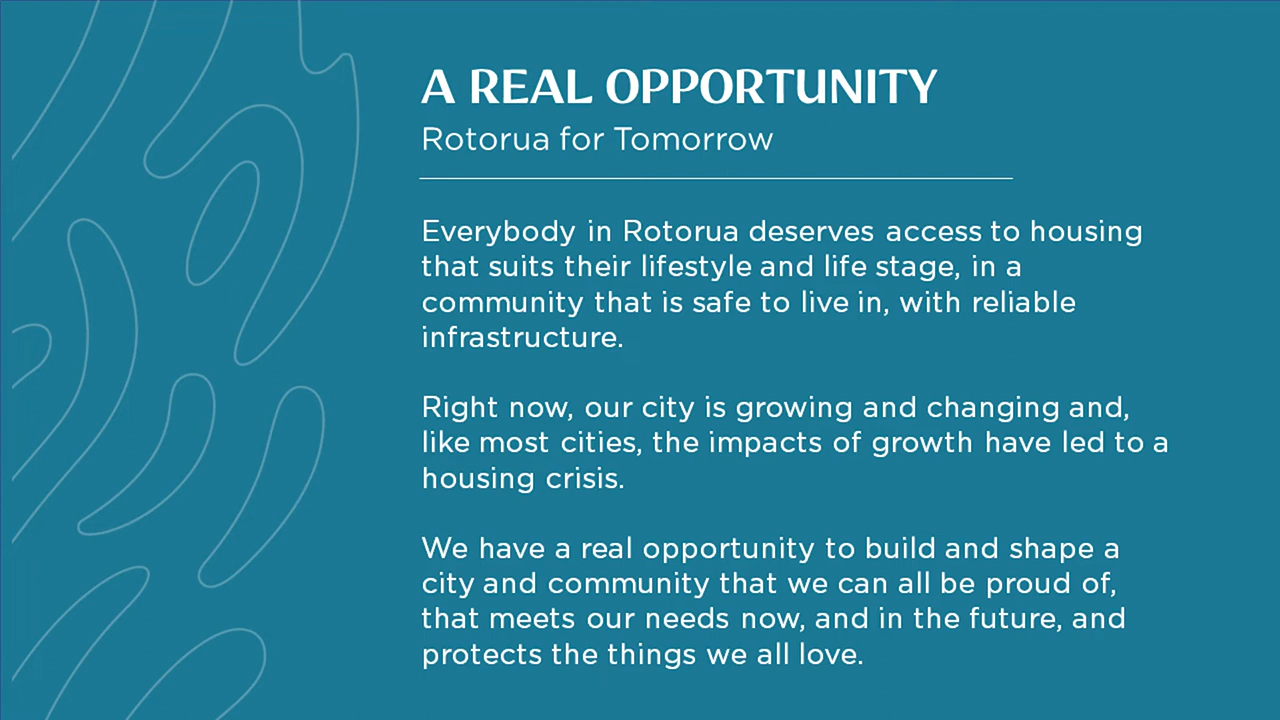 A REAL OPPORTUNITY
Rotorua for Tomorrow
Everybody in Rotorua deserves access to housing
that suits their lifestyle and life stage, in a
community that is safe to live in, with reliable
infrastructure.
Right now, our city is growing and changing and,
like most cities, the impacts of growth have led to a
housing crisis.
We have a real opportunity to build and shape a
city and community that we can all be proud of,
that meets our needs now, and in the future, and
protects the things we all love.